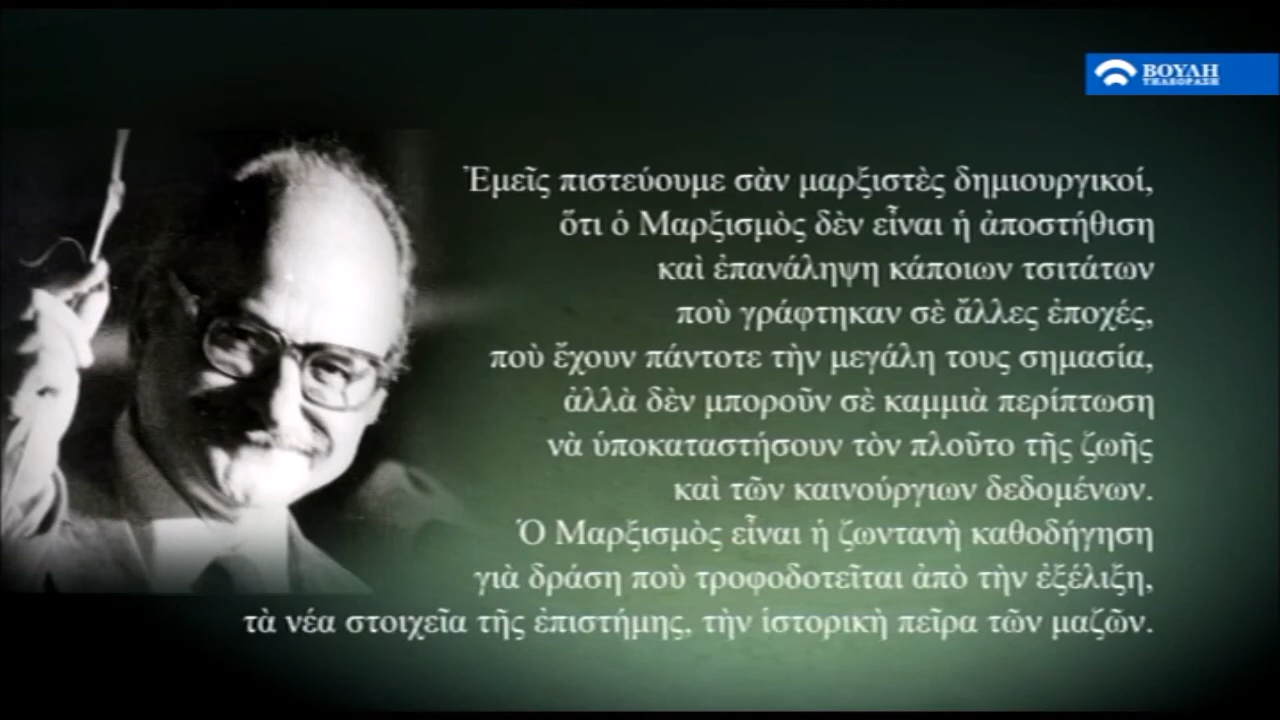 ΒΟΥΛΗ
ΤΗΛΕΟΡΑΣΗ
Ἐμεῖς πιστεύουμε σὰν μαρξιστὲς δημιουργικοί,
ὅτι ὁ Μαρξισμὸς δὲν εἶναι ἡ ἀποστήθιση
καὶ ἐπανάληψη κάποιων τσιτάτων
ποὺ γράφτηκαν σὲ ἄλλες ἐποχές,
ποὺ ἔχουν πάντοτε τὴν μεγάλη τους σημασία,
ἀλλὰ δὲν μποροῦν σὲ καμμιὰ περίπτωση
νὰ ὑποκαταστήσουν τὸν πλοῦτο τῆς ζωῆς
καὶ τῶν καινούργιων δεδομένων.
Ὁ Μαρξισμὸς εἶναι ἡ ζωντανὴ καθοδήγηση
γιὰ δράση ποὺ τροφοδοτεῖται ἀπὸ τὴν ἐξέλιξη,
τὰ νέα στοιχεῖα τῆς ἐπιστήμης, τὴν ἱστορικὴ πεῖρα τῶν μαζῶν.